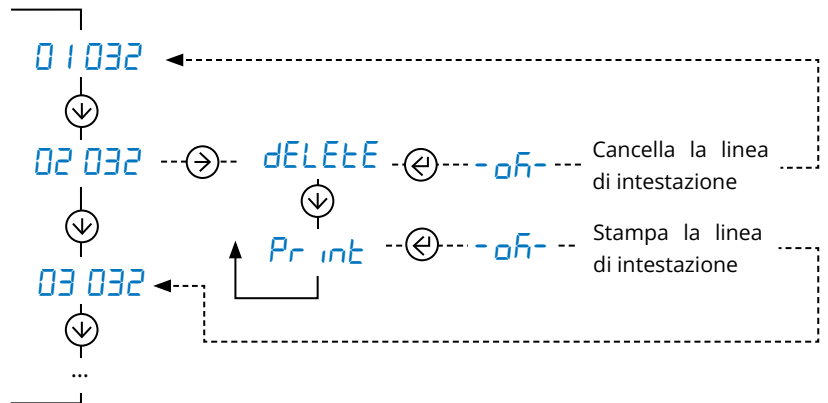 01 032
02 032
dELEtE
-ok-
Cancella la linea
di intestazione
Print
-ok-
Stampa la linea
di intestazione
03 032
...